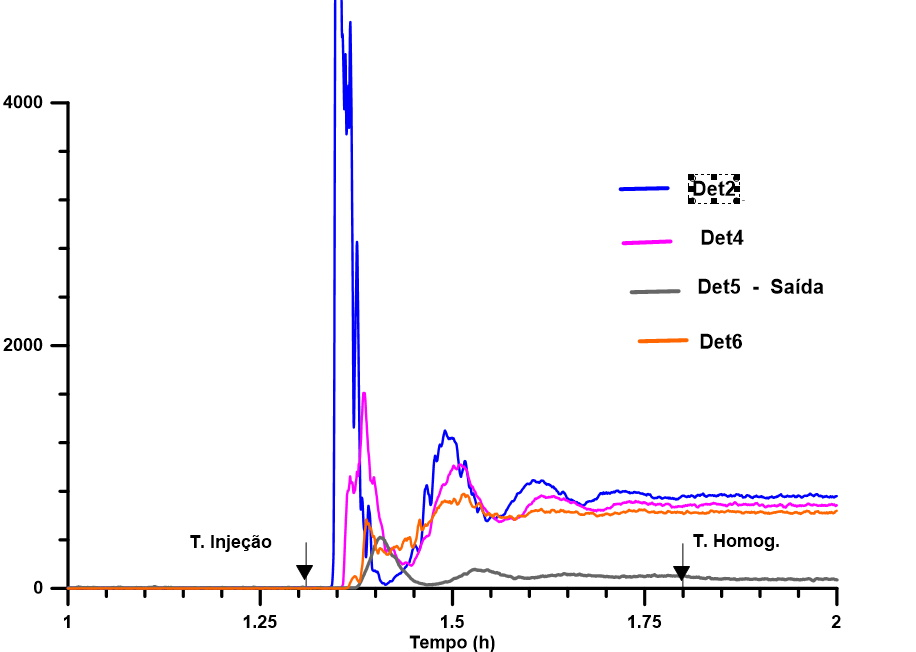 4000
Det2
Det4
Det5 - Saída
2000
Det6
T. Injeção
T. Homog.
0
1
1.25
1.5
1.75
2
Tempo (h)